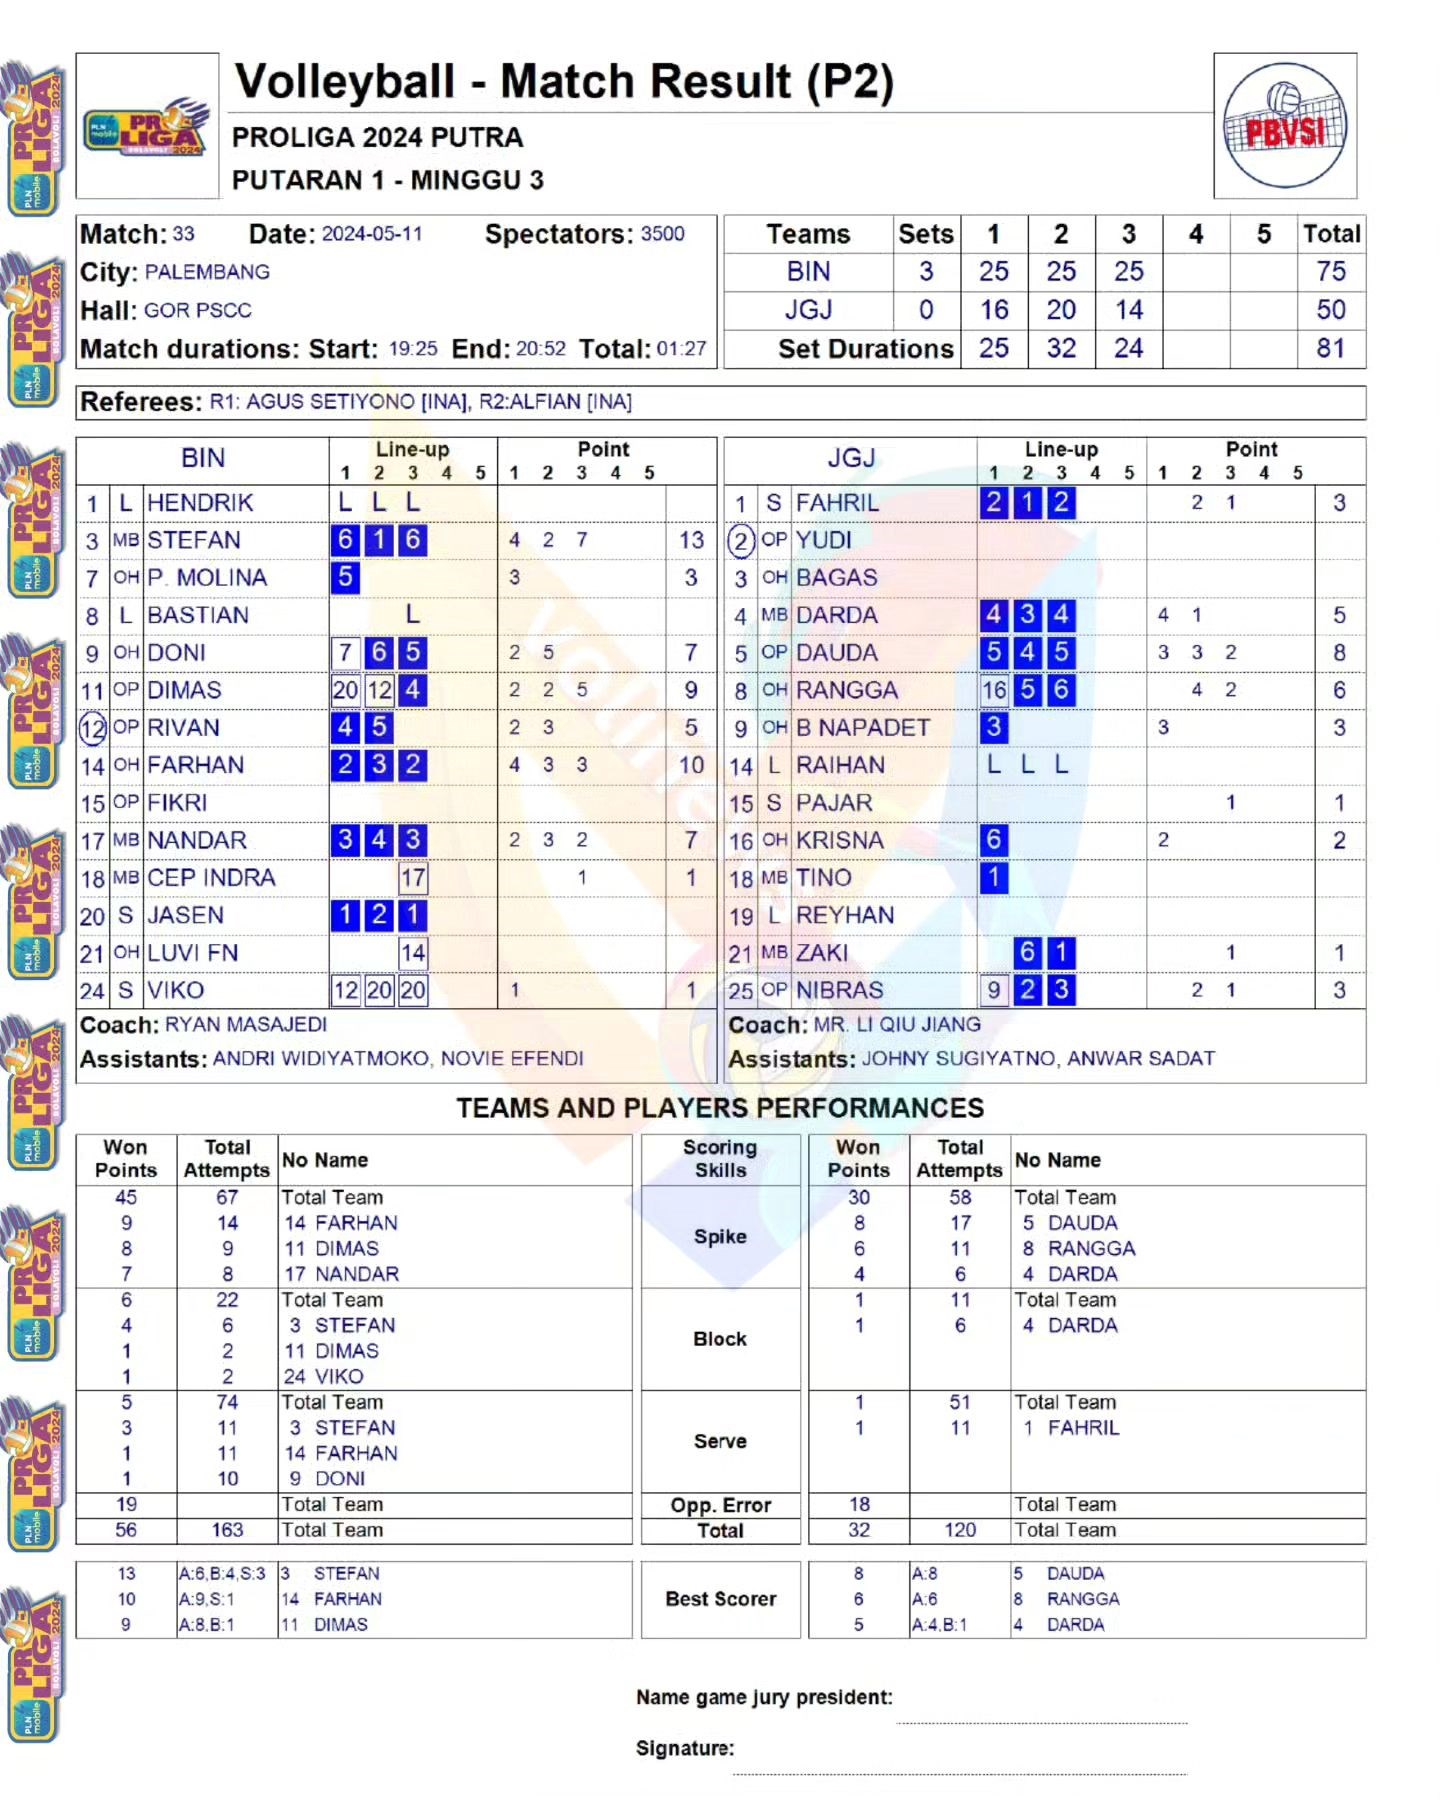 Volleyball - Match Result (P2)
PROLIGA 2024 PUTRA
PUTARAN 1 - MINGGU 3
PLN mobile PROLIGA BOLAVOLI 2024
PBVSI
Match: 33 Date: 2024-05-11 Spectators: 3500
City: PALEMBANG
Hall: GOR PSCC
Match durations: Start: 19:25 End: 20:52 Total: 01:27
Teams Sets 1 2 3 4 5 Total
BIN 3 25 25 25 75
JGJ 0 16 20 14 50
Set Durations 25 32 24 81
Referees: R1: AGUS SETIYONO [INA], R2:ALFIAN [INA]
BIN Line-up Point
1 2 3 4 5 1 2 3 4 5
1 L HENDRIK L L L
3 MB STEFAN 6 1 6 4 2 7 13
7 OH P. MOLINA 5 3 3
8 L BASTIAN L
9 OH DONI 7 6 5 2 5 7
11 OP DIMAS 20 12 4 2 2 5 9
12 OP RIVAN 4 5 2 3 5
14 OH FARHAN 2 3 2 4 3 3 10
15 OP FIKRI
17 MB NANDAR 3 4 3 2 3 2 7
18 MB CEP INDRA 17 1 1
20 S JASEN 1 2 1
21 OH LUVI FN 14
24 S VIKO 12 20 20 1 1
Coach: RYAN MASAJEDI
Assistants: ANDRI WIDIYATMOKO, NOVIE EFENDI
JGJ Line-up Point
1 2 3 4 5 1 2 3 4 5
1 S FAHRIL 2 1 2 2 1 3
2 OP YUDI
3 OH BAGAS
4 MB DARDA 4 3 4 4 1 5
5 OP DAUDA 5 4 5 3 3 2 8
8 OH RANGGA 16 5 6 4 2 6
9 OH B NAPADET 3 3 3
14 L RAIHAN L L L
15 S PAJAR 1 1
16 OH KRISNA 6 2 2
18 MB TINO 1
19 L REYHAN
21 MB ZAKI 6 1 1 1
25 OP NIBRAS 9 2 3 2 1 3
Coach: MR. LI QIU JIANG
Assistants: JOHNY SUGIYATNO, ANWAR SADAT
TEAMS AND PLAYERS PERFORMANCES
Won Points Total Attempts No Name Scoring Skills Won Points Total Attempts No Name
45 67 Total Team Spike 30 58 Total Team
9 14 14 FARHAN 8 17 5 DAUDA
8 9 11 DIMAS 6 11 8 RANGGA
7 8 17 NANDAR 4 6 4 DARDA
6 22 Total Team Block 1 11 Total Team
4 6 3 STEFAN 1 6 4 DARDA
1 2 11 DIMAS
1 2 24 VIKO
5 74 Total Team Serve 1 51 Total Team
3 11 3 STEFAN 1 11 1 FAHRIL
1 11 14 FARHAN
1 10 9 DONI
19 Total Team Opp. Error 18 Total Team
56 163 Total Team Total 32 120 Total Team
13 A:6,B:4,S:3 3 STEFAN Best Scorer 8 A:8 5 DAUDA
10 A:9,S:1 14 FARHAN 6 A:6 8 RANGGA
9 A:8,B:1 11 DIMAS 5 A:4,B:1 4 DARDA
Name game jury president:
Signature: